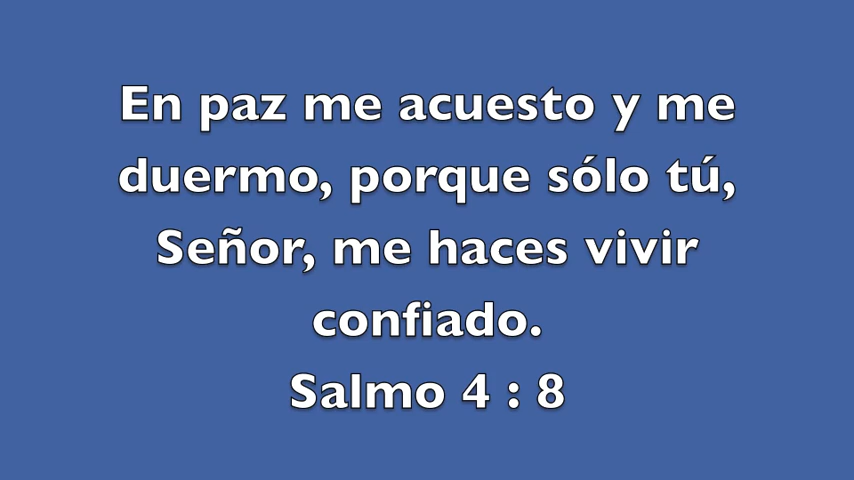 En paz me acuesto y me
duermo, porque sólo tú,
Señor, me haces vivir
confiado.
Salmo 4 : 8